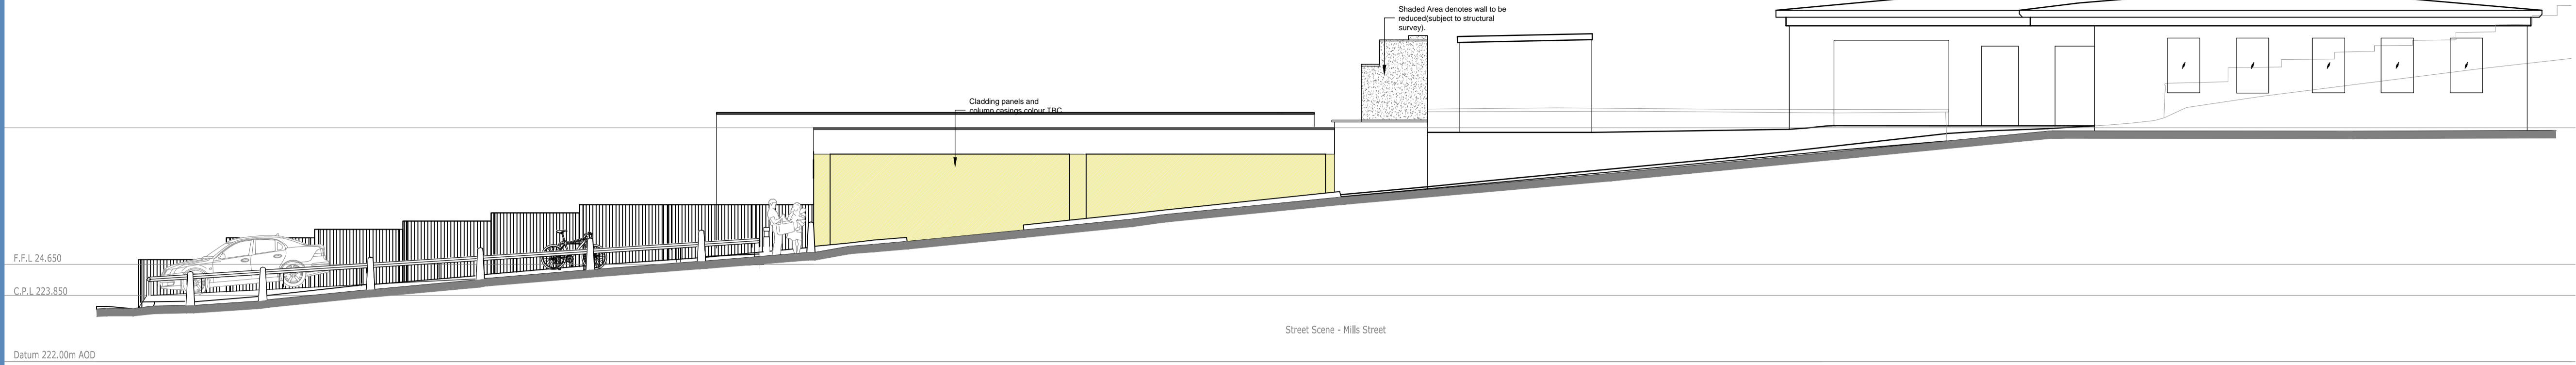 Shaded Area denotes wall to be
reduced(subject to structural
survey).
Cladding panels and
column casings colour TBC
F.F.L 24.650
C.P.L 223.850
Street Scene - Mills Street
Datum 222.00m AOD